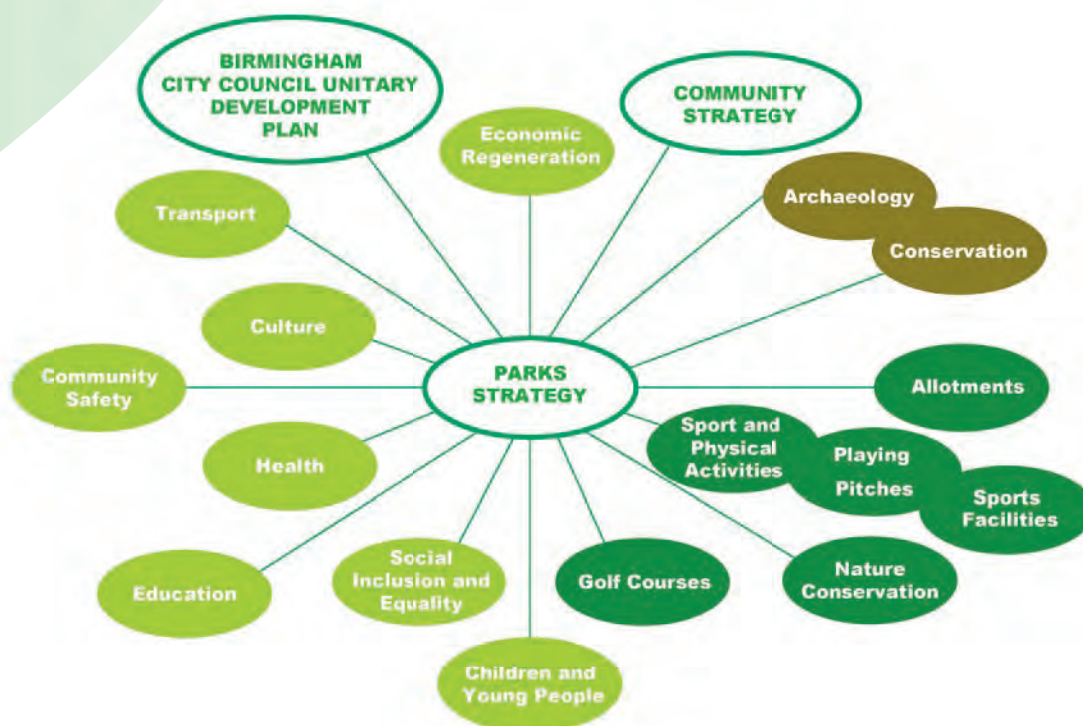 BIRMINGHAM
CITY COUNCIL UNITARY
DEVELOPMENT
PLAN
COMMUNITY
STRATEGY
Economic
Regeneration
Archaeology
Transport
Conservation
Culture
Community
Safety
PARKS
STRATEGY
Allotments
Sport and
Physical
Activities
Playing
Pitches
Health
Sports
Facilities
Social
Inclusion and
Equality
Education
Golf Courses
Nature
Conservation
Children and
Young People